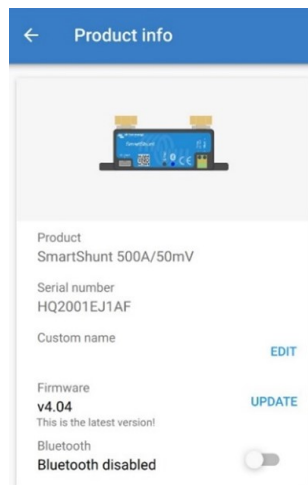 Product info
SmartShunt
Product
SmartShunt 500A/50mV
Serial number
HQ2001EJ1AF
Custom name
EDIT
Firmware
v4.04
UPDATE
This is the latest version!
Bluetooth
Bluetooth disabled